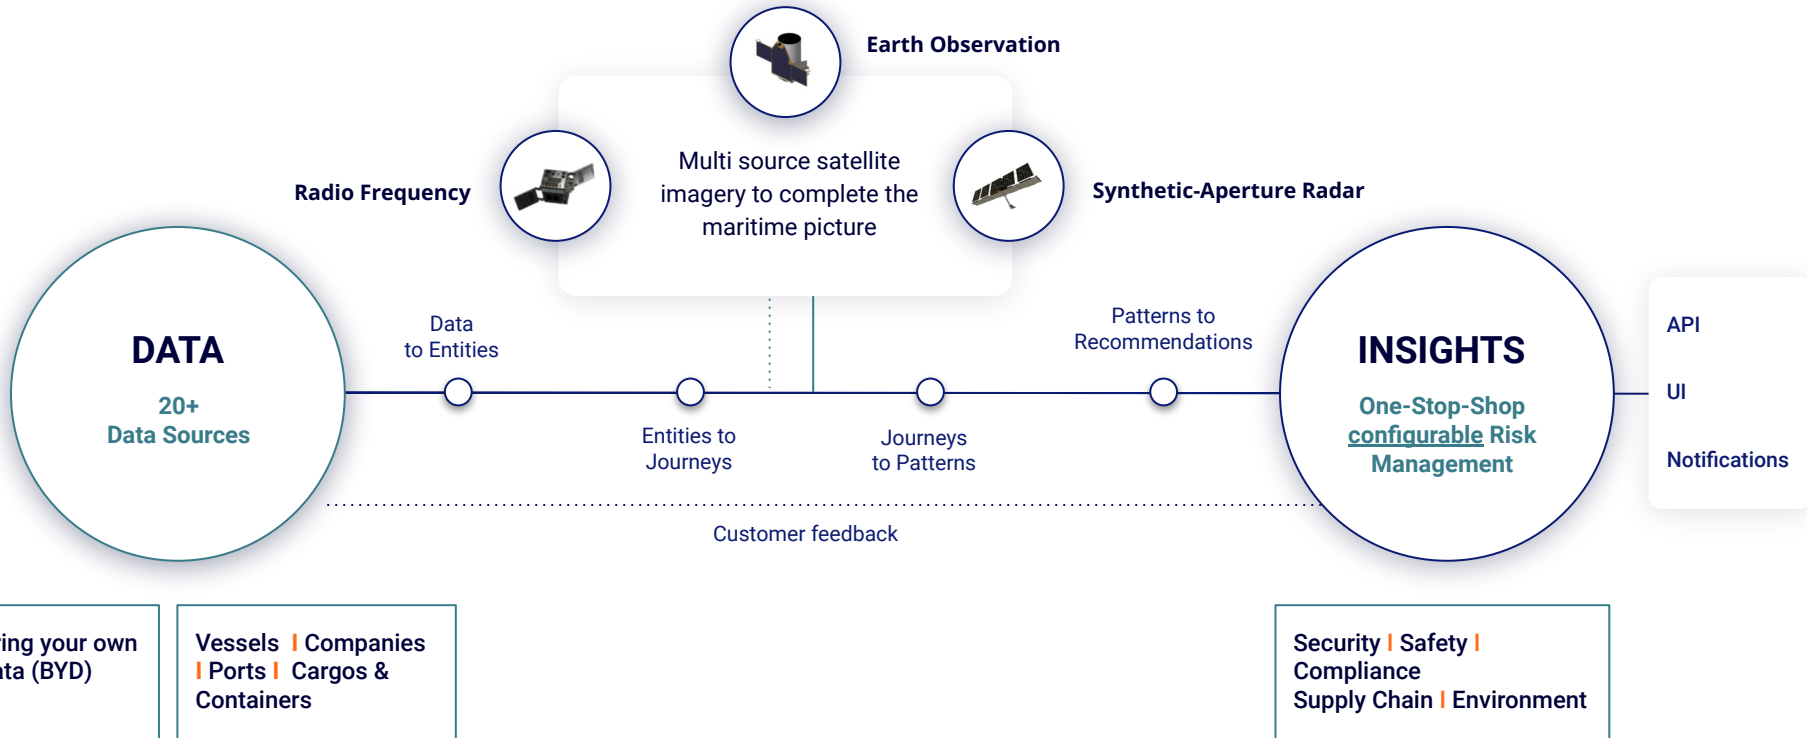 Earth Observation
Multi source satellite
imagery to complete the
maritime picture
Radio Frequency
Synthetic-Aperture Radar
DATA
20+
Data Sources
Data
to Entities
Entities to
Journeys
Journeys
to Patterns
Patterns to
Recommendations
INSIGHTS
One-Stop-Shop
configurable Risk
Management
API
UI
Notifications
Customer feedback
ing your own
ta (BYD)
Vessels I Companies
I Ports I Cargos &
Containers
Security I Safety I
Compliance
Supply Chain I Environment